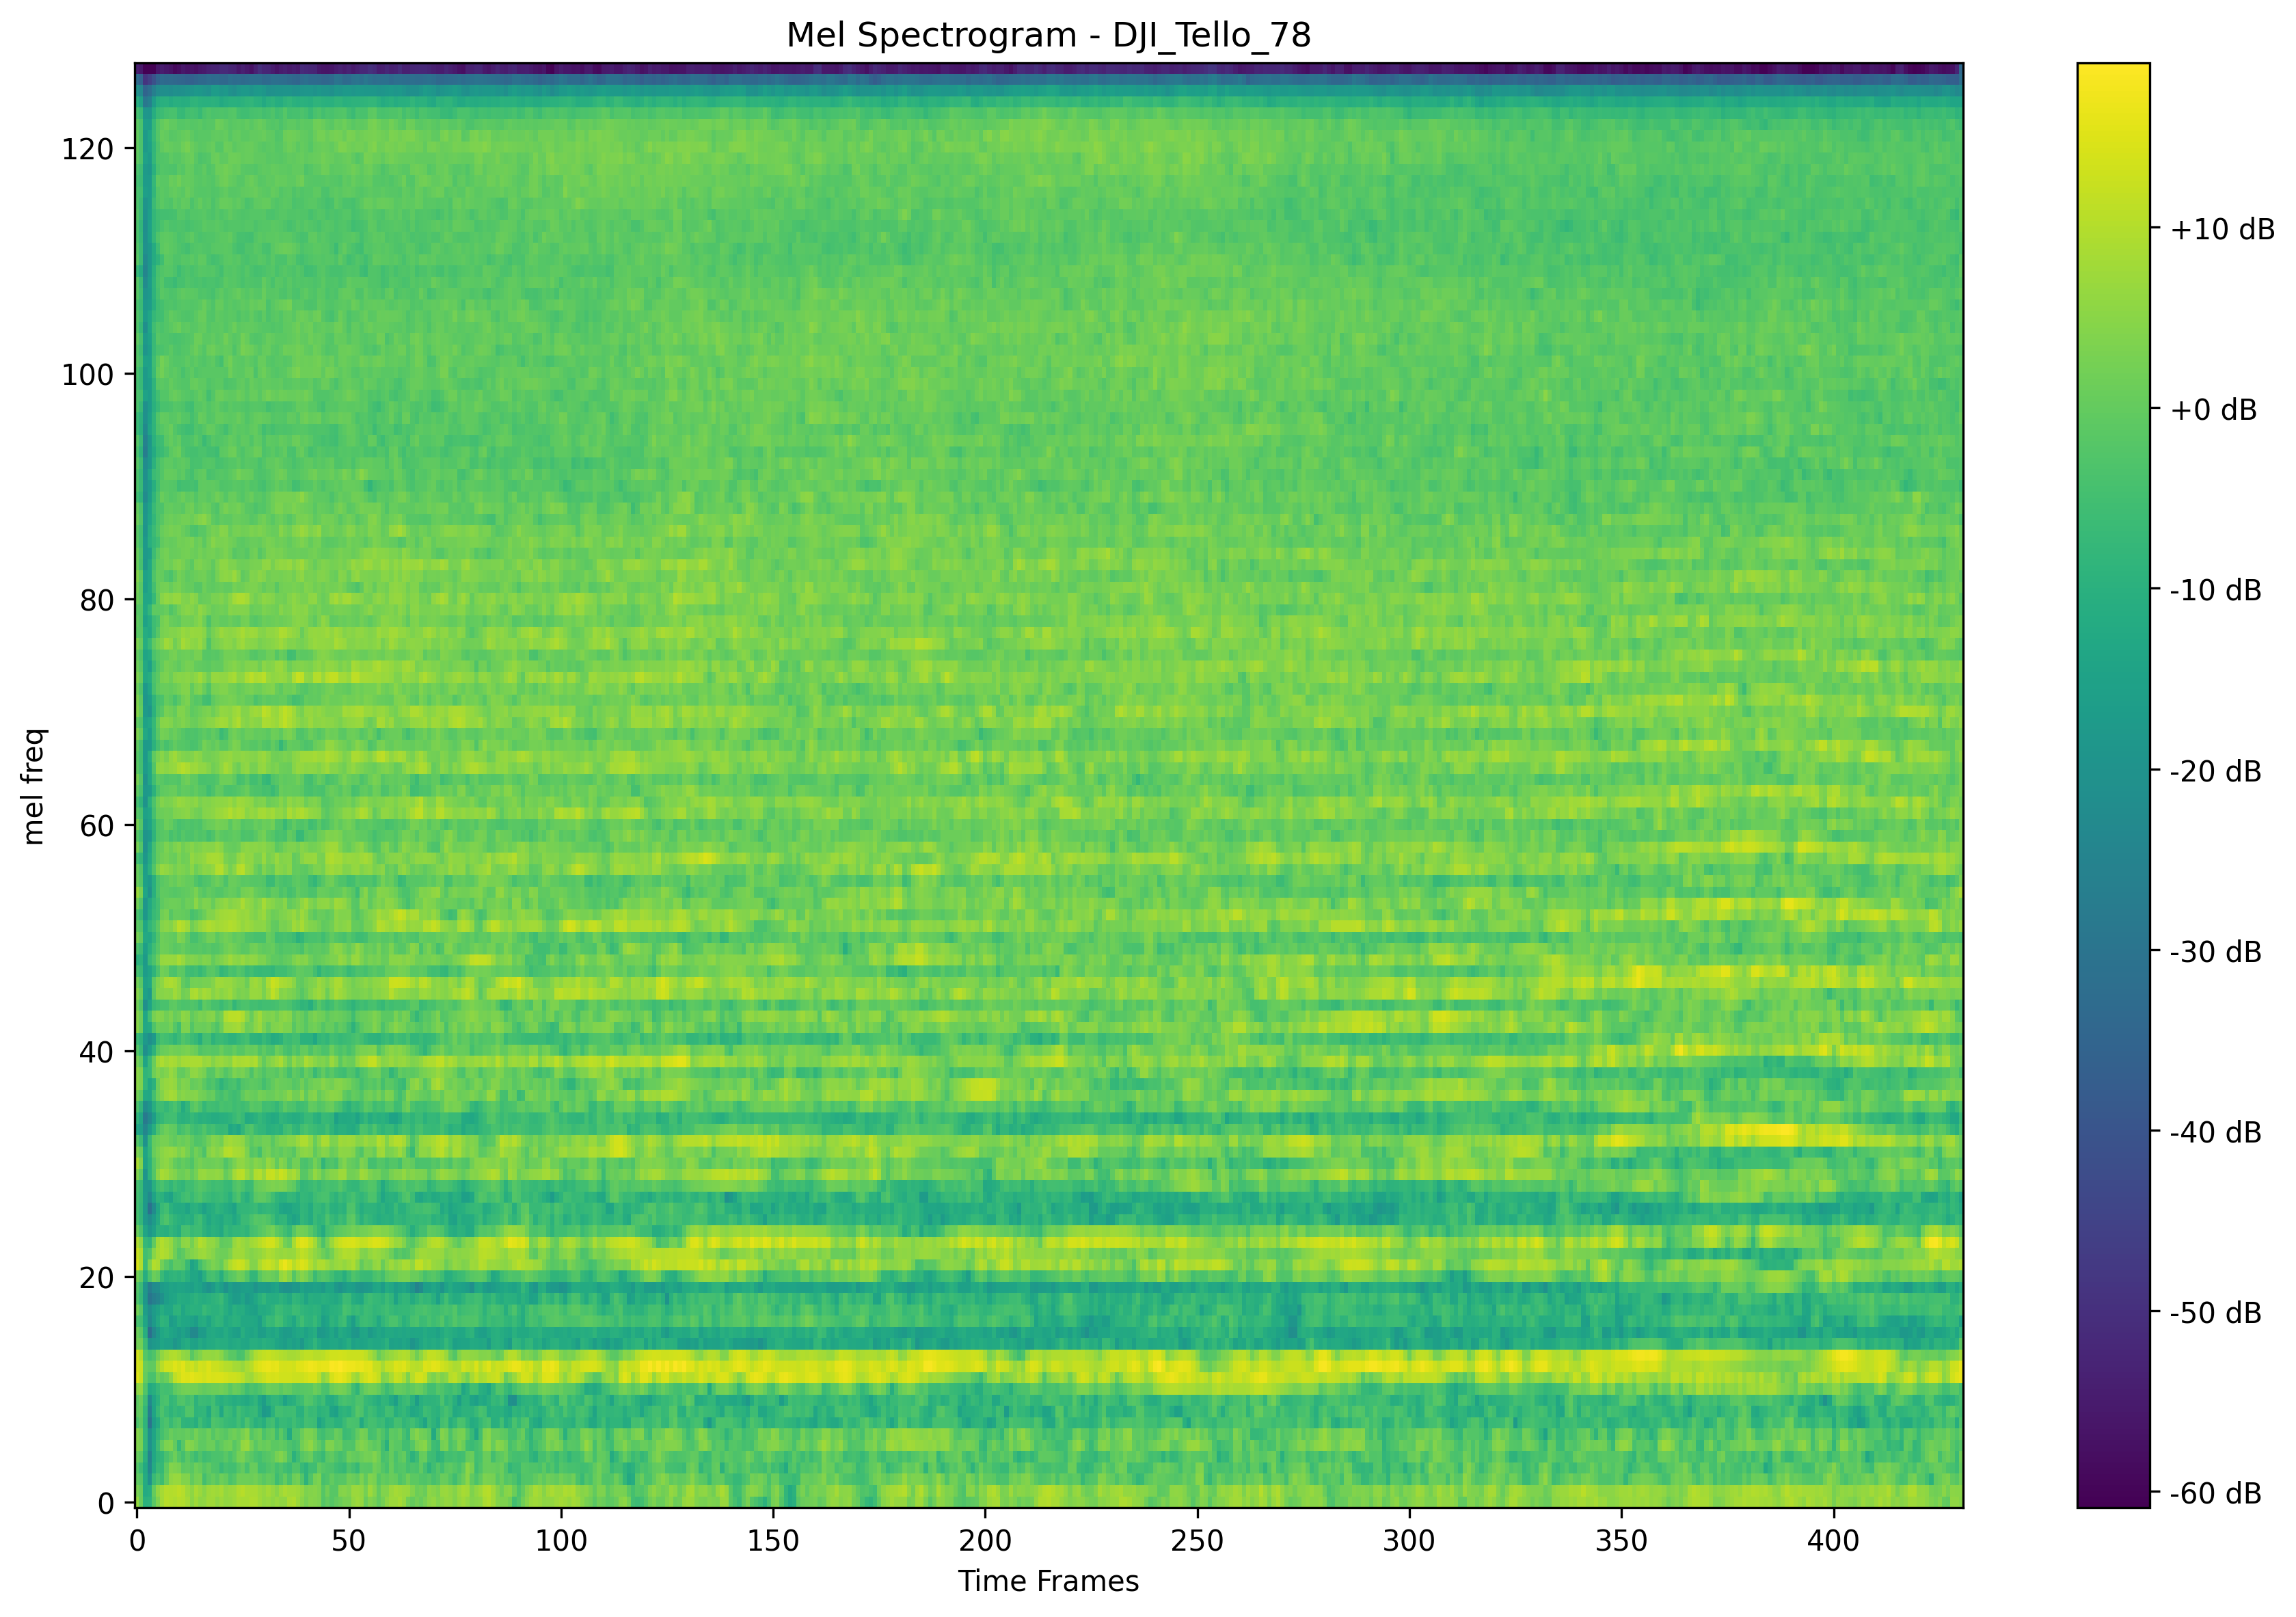 Mel Spectrogram - DJI_Tello_78
mel freq
120
100
80
60
40
20
0
0 50 100 150 200 250 300 350 400
Time Frames
+10 dB
+0 dB
-10 dB
-20 dB
-30 dB
-40 dB
-50 dB
-60 dB